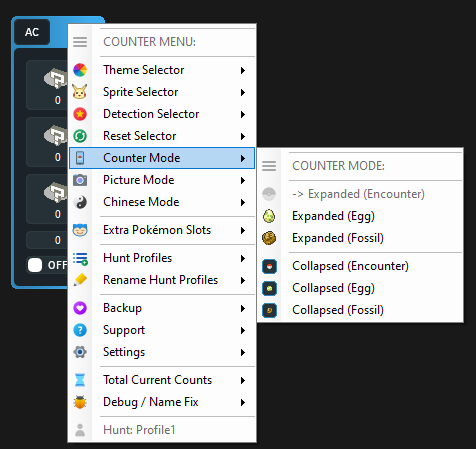 AC
0
0
0
0
OFF
COUNTER MENU:
Theme Selector
Sprite Selector
Detection Selector
Reset Selector
Counter Mode
Picture Mode
Chinese Mode
Extra Pokémon Slots
Hunt Profiles
Rename Hunt Profiles
Backup
Support
Settings
Total Current Counts
Debug / Name Fix
Hunt: Profile1
COUNTER MODE:
-> Expanded (Encounter)
Expanded (Egg)
Expanded (Fossil)
Collapsed (Encounter)
Collapsed (Egg)
Collapsed (Fossil)